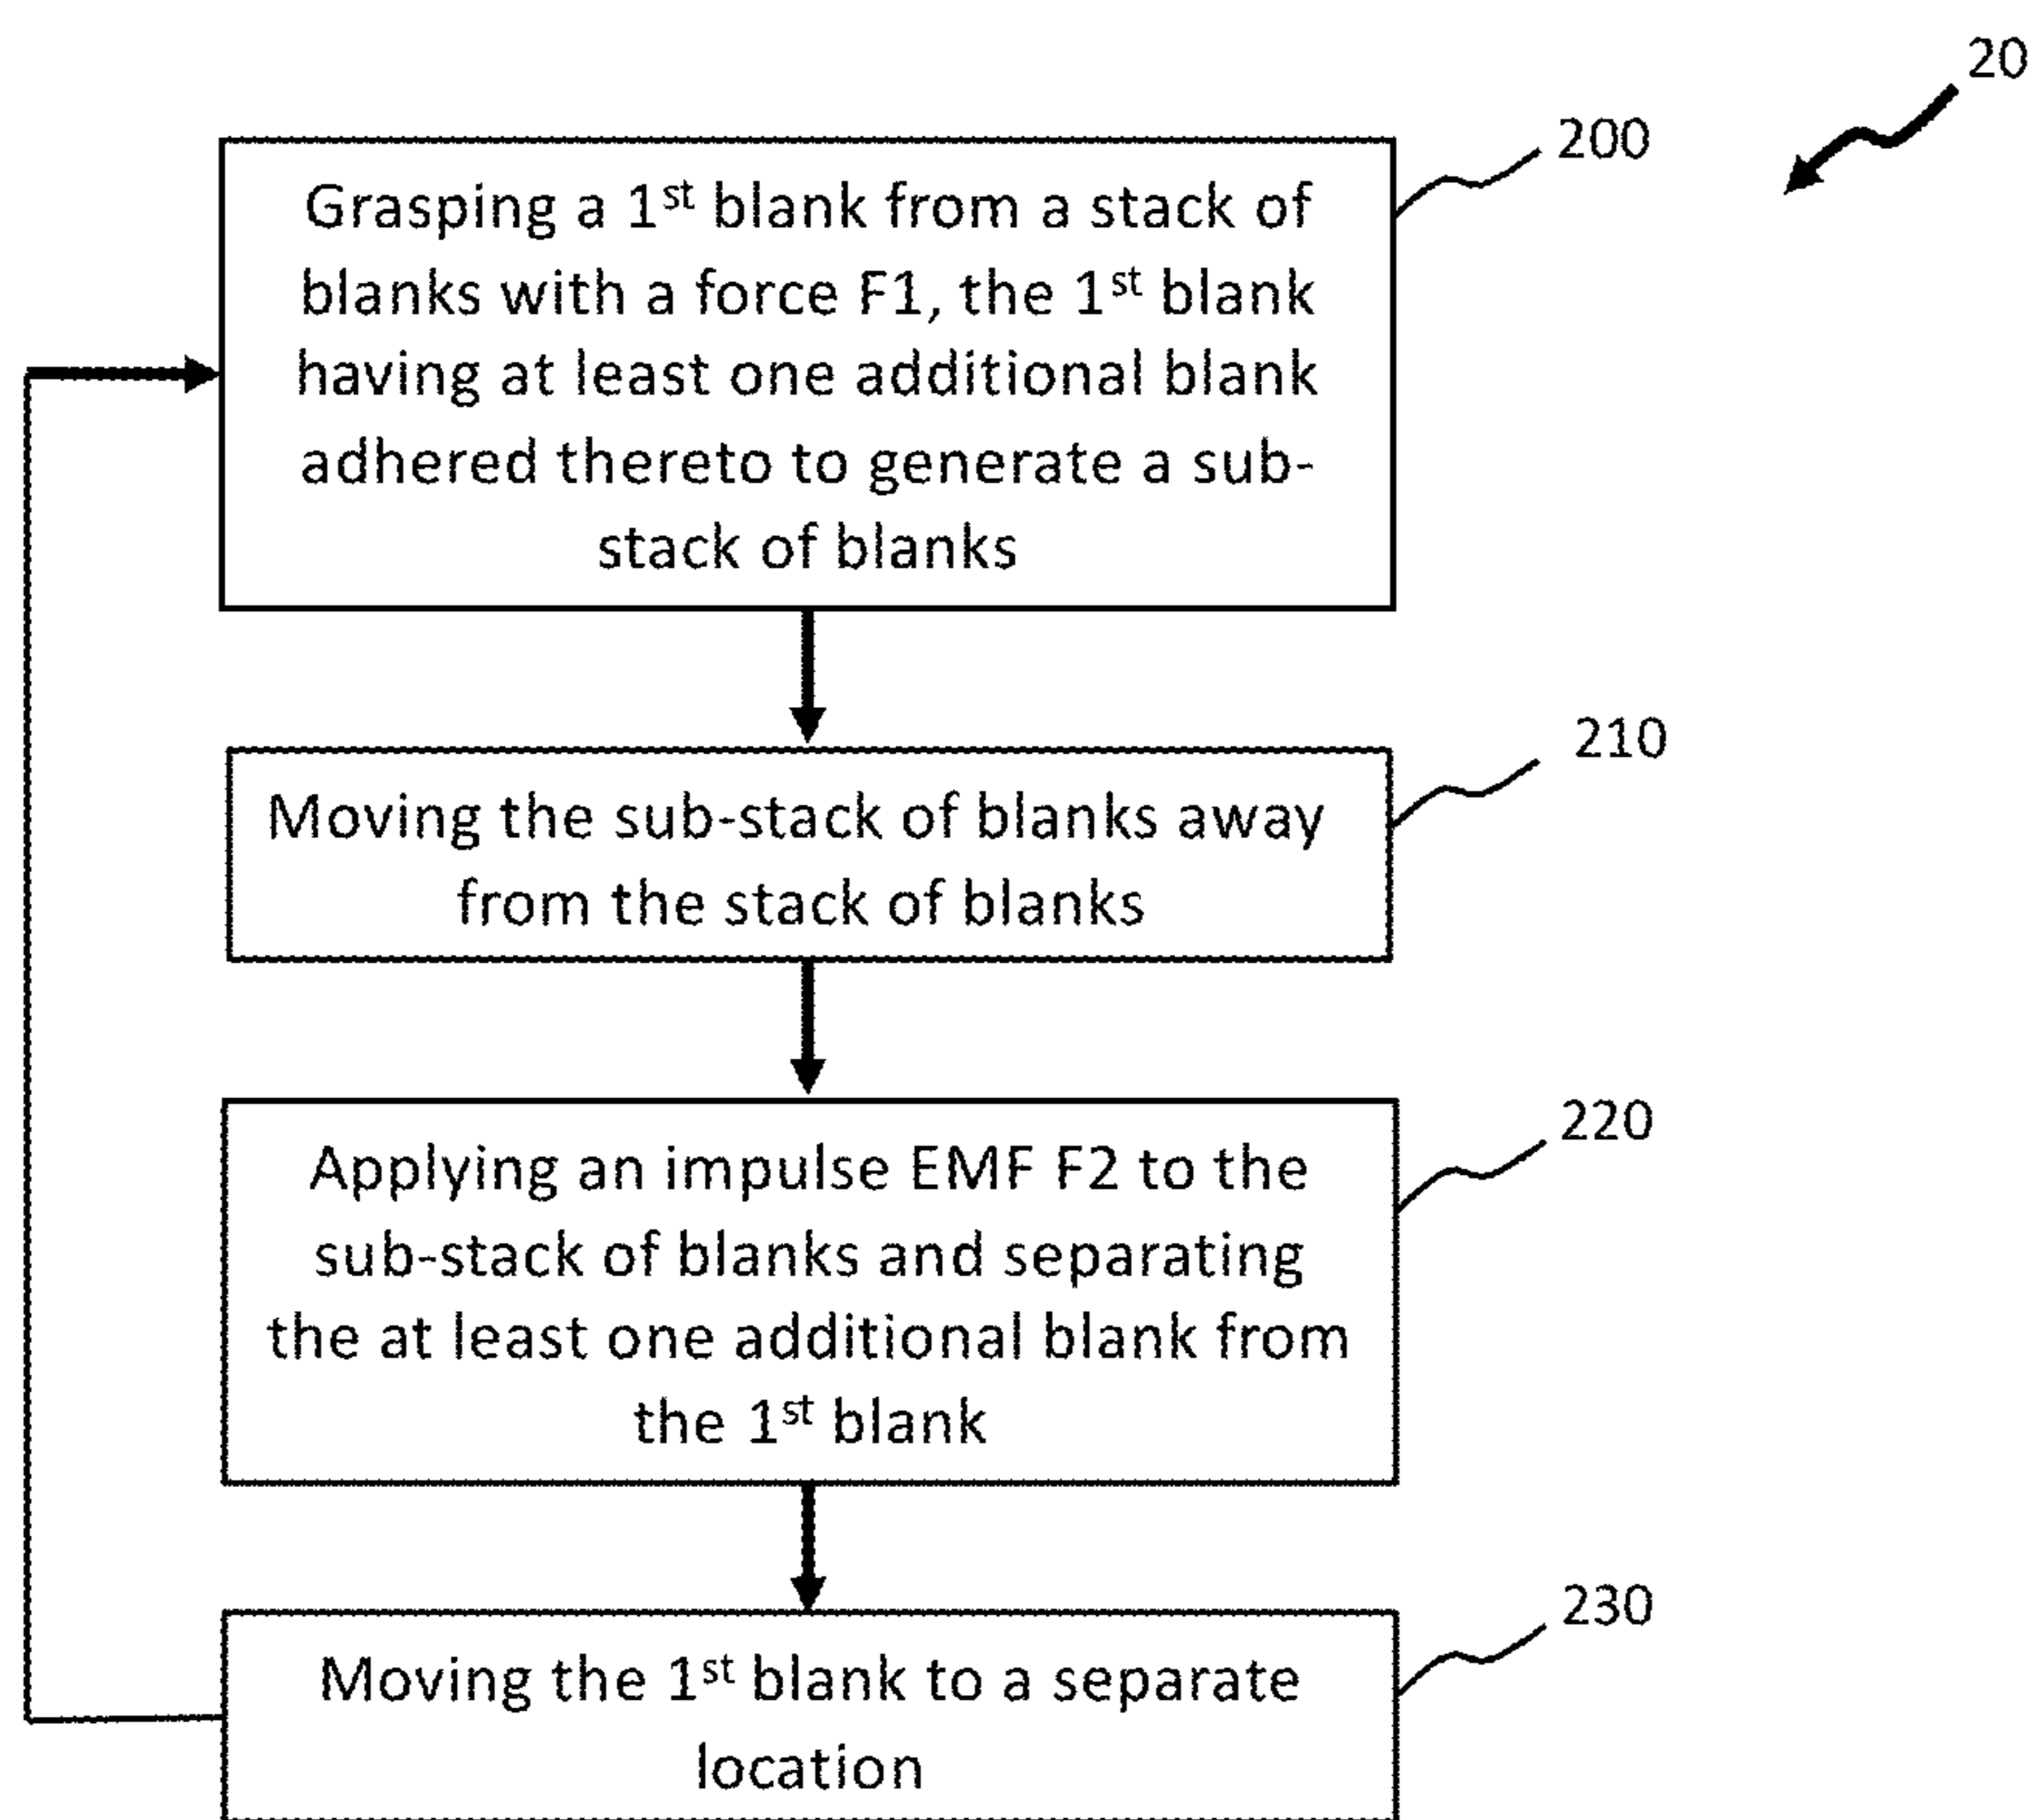 20
200
Grasping a 1st blank from a stack of
blanks with a force F1, the 1st blank
having at least one additional blank
adhered thereto to generate a sub-
stack of blanks
210
Moving the sub-stack of blanks away
from the stack of blanks
220
Applying an impulse EMF F2 to the
sub-stack of blanks and separating
the at least one additional blank from
the 1st blank
230
Moving the 1st blank to a separate
location